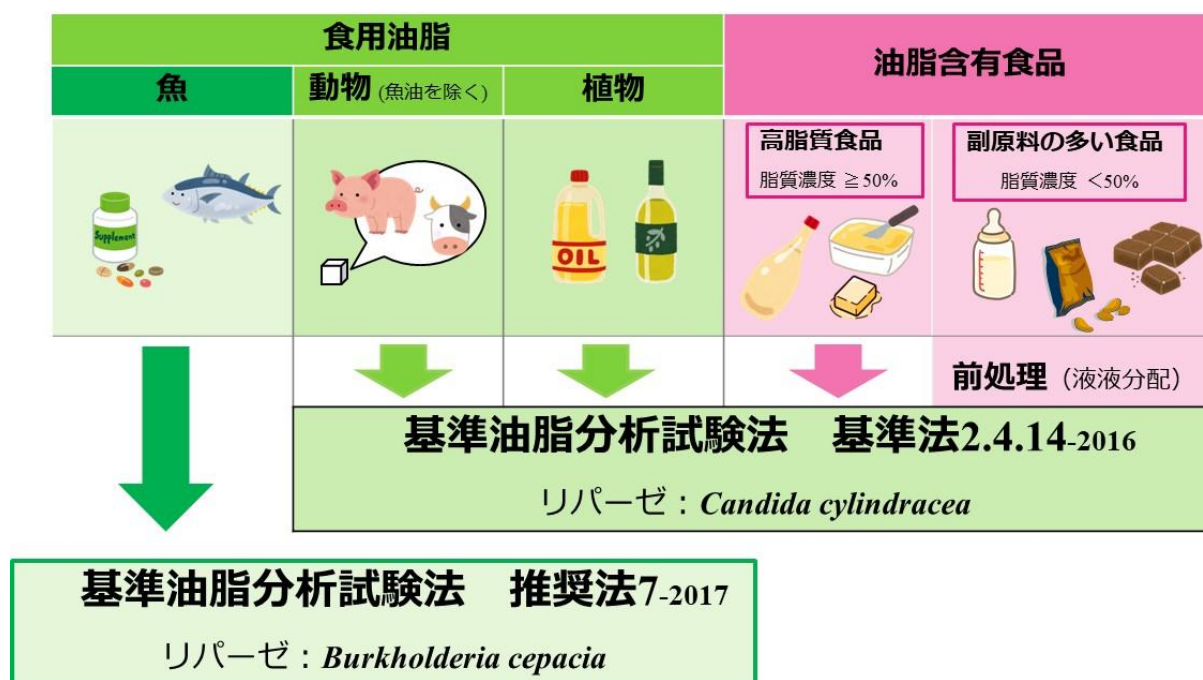 食用油脂
油脂含有食品
魚
動物 (魚油を除く)
植物
高脂質食品
脂質濃度 ≧50%
副原料の多い食品
脂質濃度 <50%
Supplement
OIL
前処理（液液分配）
基準油脂分析試験法　基準法2.4.14-2016
リパーゼ：Candida cylindracea
基準油脂分析試験法　推奨法7-2017
リパーゼ：Burkholderia cepacia